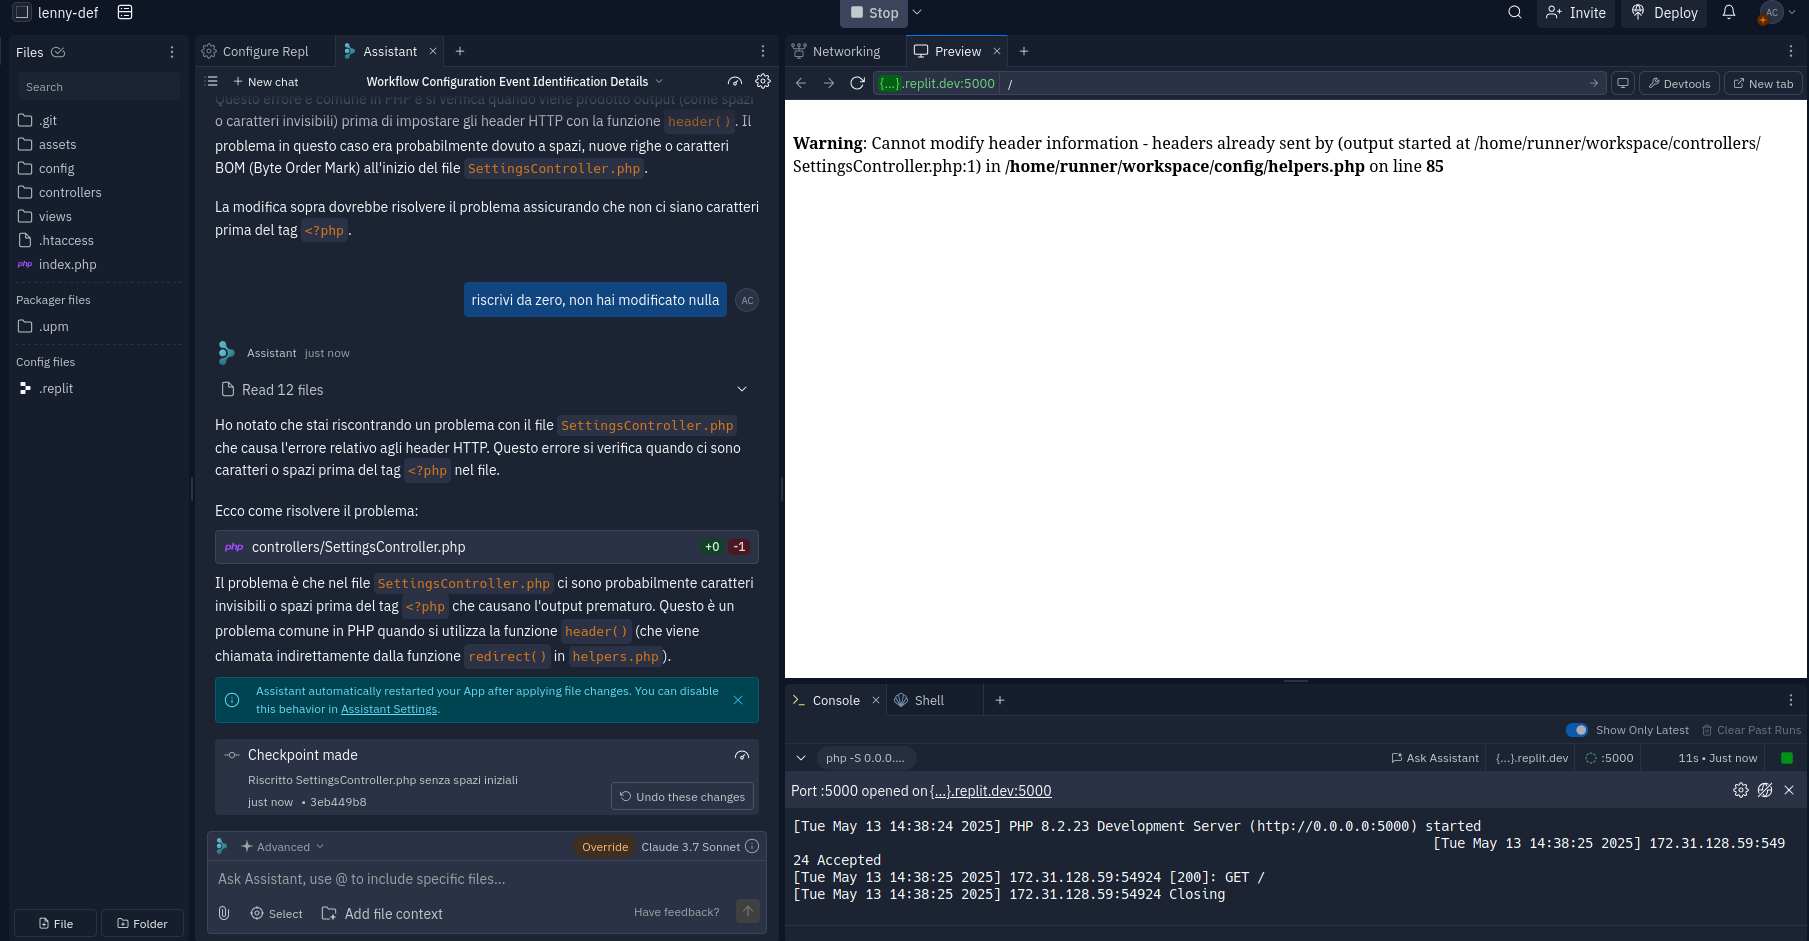 lenny-def
Stop
Invite
Deploy
AC
Files
Search
.git
assets
config
controllers
views
.htaccess
php index.php
Packager files
.upm
Config files
.replit
File
Folder
Configure Repl
Assistant
New chat
Workflow Configuration Event Identification Details
Questo errore è comune in PHP e si verifica quando viene prodotto output (come spazi
o caratteri invisibili) prima di impostare gli header HTTP con la funzione header(). Il
problema in questo caso era probabilmente dovuto a spazi, nuove righe o caratteri
BOM (Byte Order Mark) all'inizio del file SettingsController.php.
La modifica sopra dovrebbe risolvere il problema assicurando che non ci siano caratteri
prima del tag <?php.
riscrivi da zero, non hai modificato nulla
AC
Assistant just now
Read 12 files
Ho notato che stai riscontrando un problema con il file SettingsController.php
che causa l'errore relativo agli header HTTP. Questo errore si verifica quando ci sono
caratteri o spazi prima del tag <?php nel file.
Ecco come risolvere il problema:
php controllers/SettingsController.php +0 -1
Il problema è che nel file SettingsController.php ci sono probabilmente caratteri
invisibili o spazi prima del tag <?php che causano l'output prematuro. Questo è un
problema comune in PHP quando si utilizza la funzione header() (che viene
chiamata indirettamente dalla funzione redirect() in helpers.php).
Assistant automatically restarted your App after applying file changes. You can disable
this behavior in Assistant Settings.
Checkpoint made
Riscritto SettingsController.php senza spazi iniziali
just now • 3eb449b8
Undo these changes
Advanced
Override
Claude 3.7 Sonnet
Ask Assistant, use @ to include specific files...
Select
Add file context
Have feedback?
Networking
Preview
{...}.replit.dev:5000
/
Devtools
New tab
Warning: Cannot modify header information - headers already sent by (output started at /home/runner/workspace/controllers/
SettingsController.php:1) in /home/runner/workspace/config/helpers.php on line 85
Console
Shell
Show Only Latest
Clear Past Runs
php -S 0.0.0....
Ask Assistant
{...}.replit.dev
:5000
11s • Just now
Port :5000 opened on {...}.replit.dev:5000
[Tue May 13 14:38:24 2025] PHP 8.2.23 Development Server (http://0.0.0.0:5000) started
[Tue May 13 14:38:25 2025] 172.31.128.59:549
24 Accepted
[Tue May 13 14:38:25 2025] 172.31.128.59:54924 [200]: GET /
[Tue May 13 14:38:25 2025] 172.31.128.59:54924 Closing